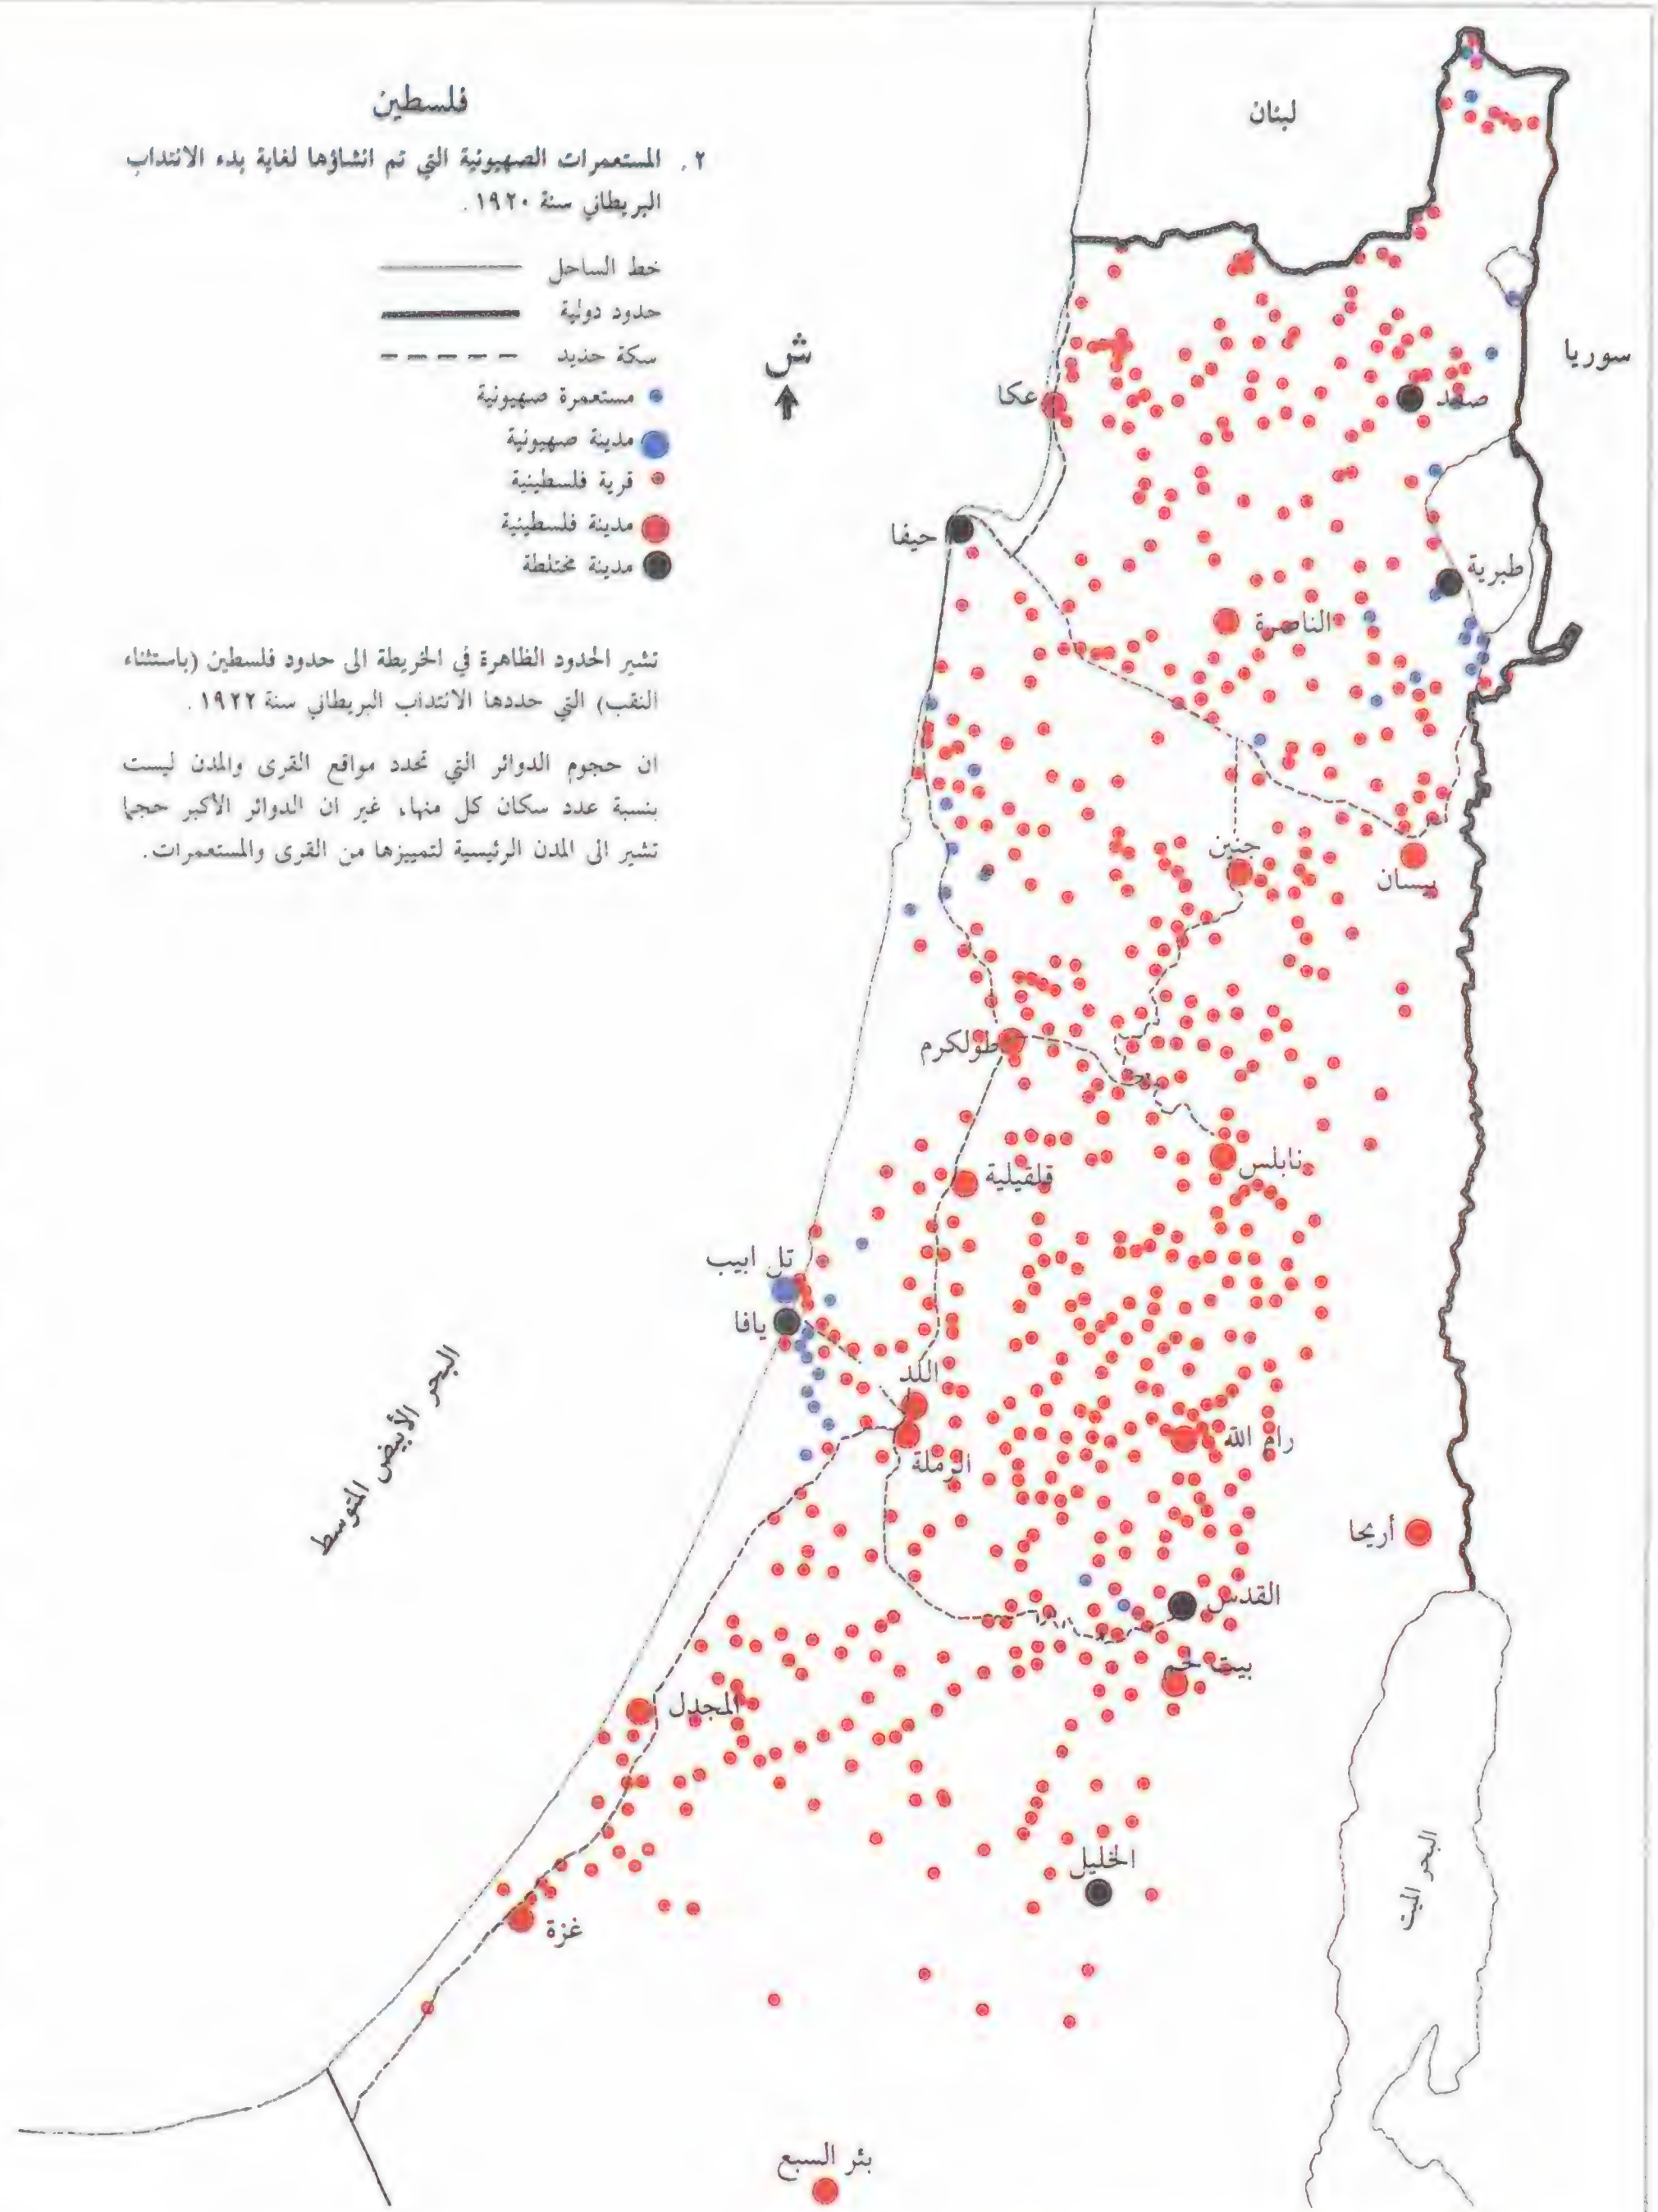 فلسطين
٢. المستعمرات الصهيونية التي تم انشاؤها لغاية بدء الانتداب
البريطاني سنة ١٩٢٠.
خط الساحل
حدود دولية
سكة حديد
مستعمرة صهيونية
مدينة صهيونية
قرية فلسطينية
مدينة فلسطينية
مدينة مختلطة
تشير الحدود الظاهرة في الخريطة الى حدود فلسطين (باستثناء
النقب) التي حددها الانتداب البريطاني سنة ١٩٢٢.
ان حجوم الدوائر التي تحدد مواقع القرى والمدن ليست
بنسبة عدد سكان كل منها، غير ان الدوائر الأكبر حجما
تشير الى المدن الرئيسية لتمييزها من القرى والمستعمرات.
ش
لبنان
سوريا
صفد
عكا
حيفا
طبرية
الناصرة
جنين
بيسان
طولكرم
نابلس
قلقيلية
تل ابيب
يافا
اللد
الرملة
رام الله
أريحا
القدس
بيت لحم
المجدل
الخليل
غزة
بئر السبع
البحر الأبيض المتوسط
البحر الميت